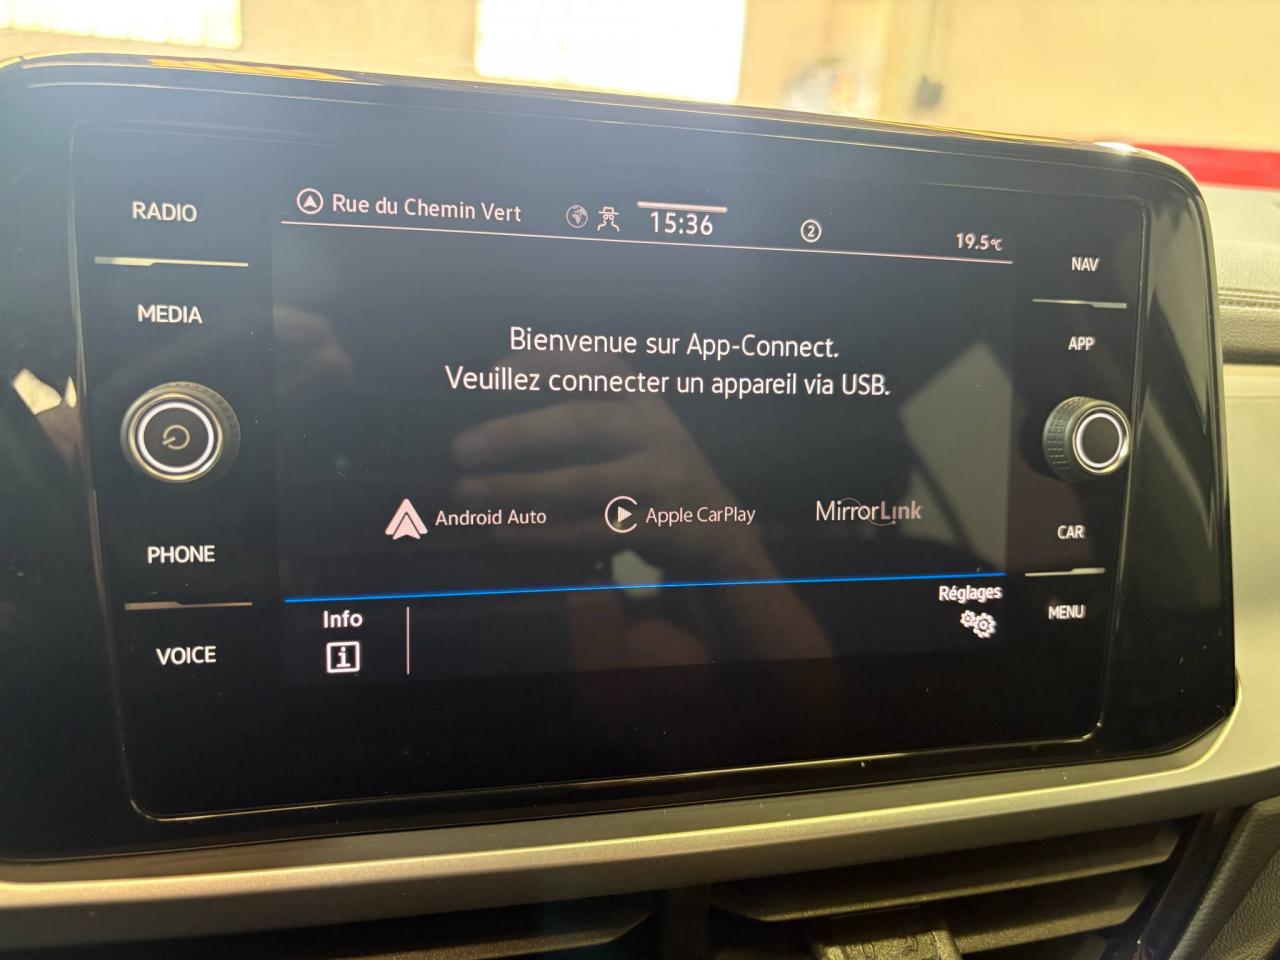 RADIO
MEDIA
PHONE
VOICE
Rue du Chemin Vert
15:36
2
19.5°C
Bienvenue sur App-Connect.
Veuillez connecter un appareil via USB.
Android Auto
Apple CarPlay
MirrorLink
Info
i
Réglages
NAV
APP
CAR
MENU